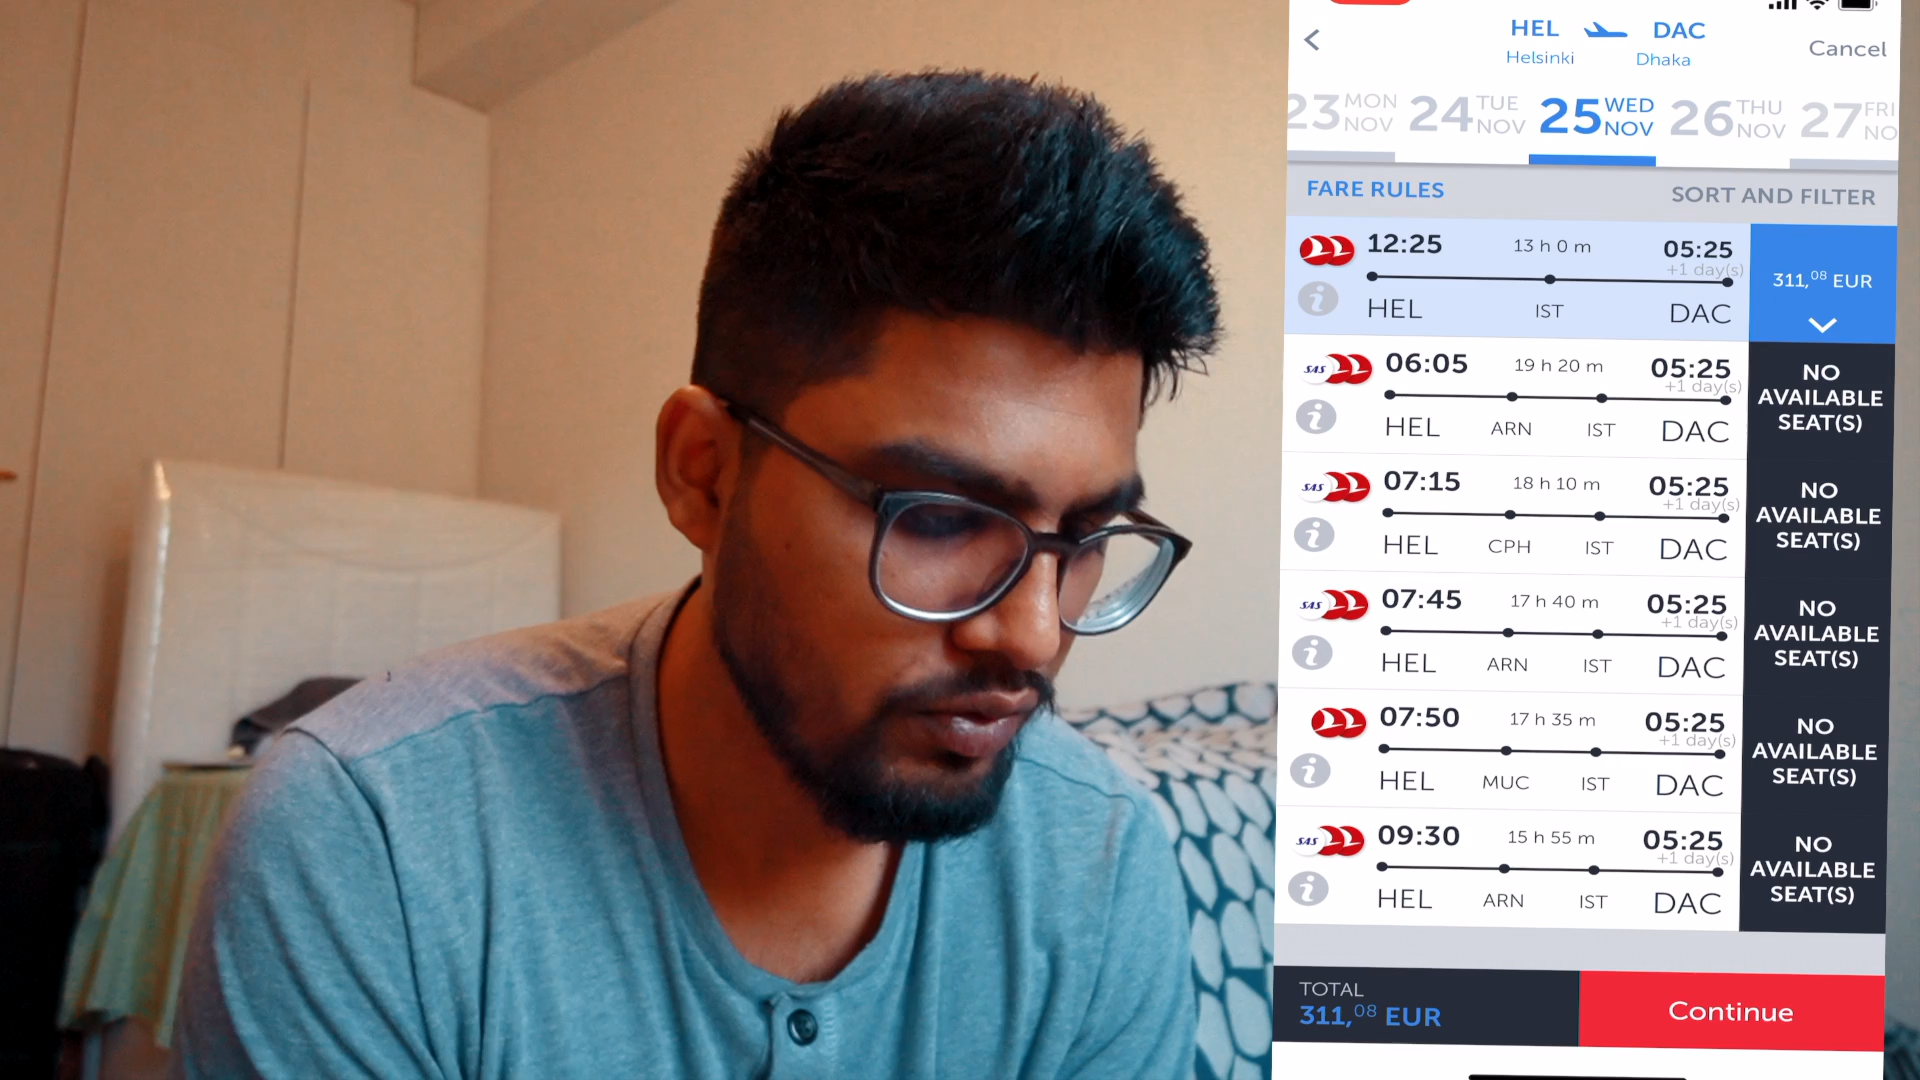 HEL DAC
Helsinki Dhaka
Cancel
23 MON NOV 24 TUE NOV 25 WED NOV 26 THU NOV 27 FRI NO
FARE RULES SORT AND FILTER
12:25 13 h 0 m 05:25
+1 day(s)
311,08 EUR
HEL IST DAC
SAS 06:05 19 h 20 m 05:25
+1 day(s)
HEL ARN IST DAC
NO
AVAILABLE
SEAT(S)
SAS 07:15 18 h 10 m 05:25
+1 day(s)
HEL CPH IST DAC
NO
AVAILABLE
SEAT(S)
SAS 07:45 17 h 40 m 05:25
+1 day(s)
HEL ARN IST DAC
NO
AVAILABLE
SEAT(S)
07:50 17 h 35 m 05:25
+1 day(s)
HEL MUC IST DAC
NO
AVAILABLE
SEAT(S)
SAS 09:30 15 h 55 m 05:25
+1 day(s)
HEL ARN IST DAC
NO
AVAILABLE
SEAT(S)
TOTAL
311,08 EUR
Continue